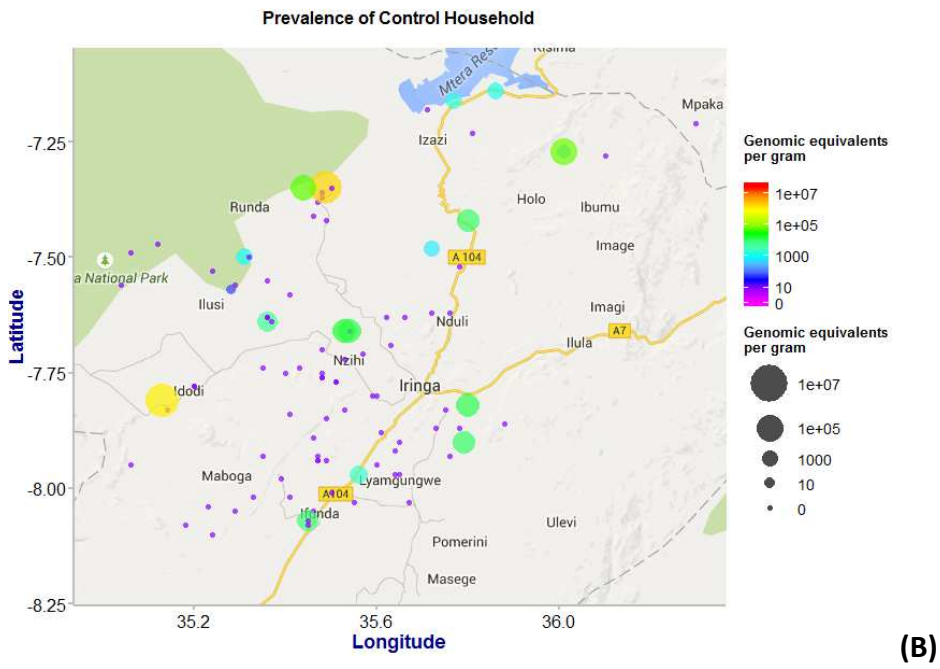 Prevalence of Control Household
Kisima
Mtera Res
Mpaka
-7.25
Izazi
Holo
Runda
Ibumu
Image
-7.50
A 104
a National Park
Ilusi
Imagi
Nduli
A7
Ilula
Nzihi
-7.75
Iringa
Idodi
Maboga
Lyamgungwe
-8.00
A104
Ifunda
Ulevi
Pomerini
Masege
-8.25
35.2
35.6
36.0
Latitude
Longitude
Genomic equivalents
per gram
1e+07
1e+05
1000
10
0
Genomic equivalents
per gram
1e+07
1e+05
1000
10
0
(B)